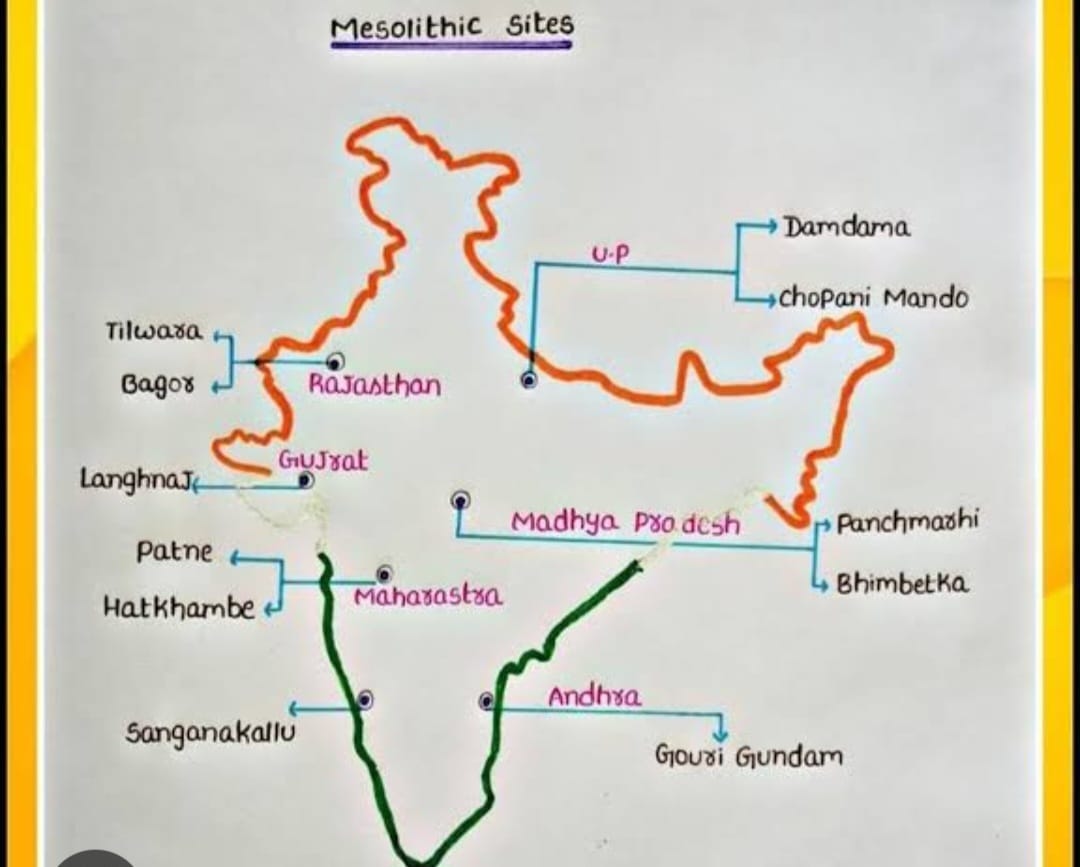 Mesolithic Sites
Damdama
U.P
Chopani Mando
Tilwara
Bagor
Rajasthan
Gujrat
Langhnaj
Madhya Pradesh
Panchmarhi
Bhimbetka
Patne
Hatkhambe
Maharastra
Andhra
Sanganakallu
Gouri Gundam